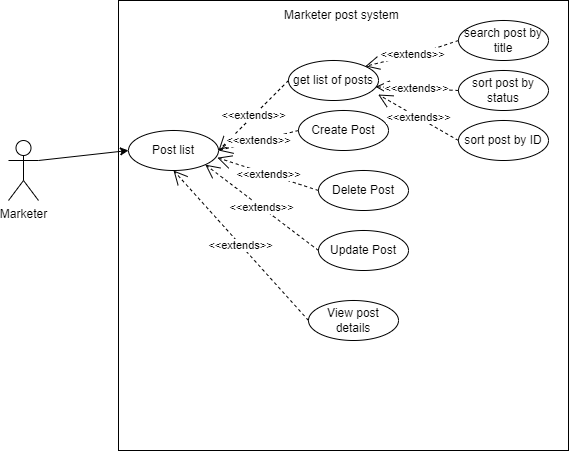 Marketer post system
search post by
title
<<extends>>
get list of posts
<<extends>>
sort post by
status
<<extends>>
<<extends>>
Create Post
sort post by ID
<<extends>>
Post list
<<extends>>
Delete Post
Marketer
<<extends>>
<<extends>>
Update Post
View post
details